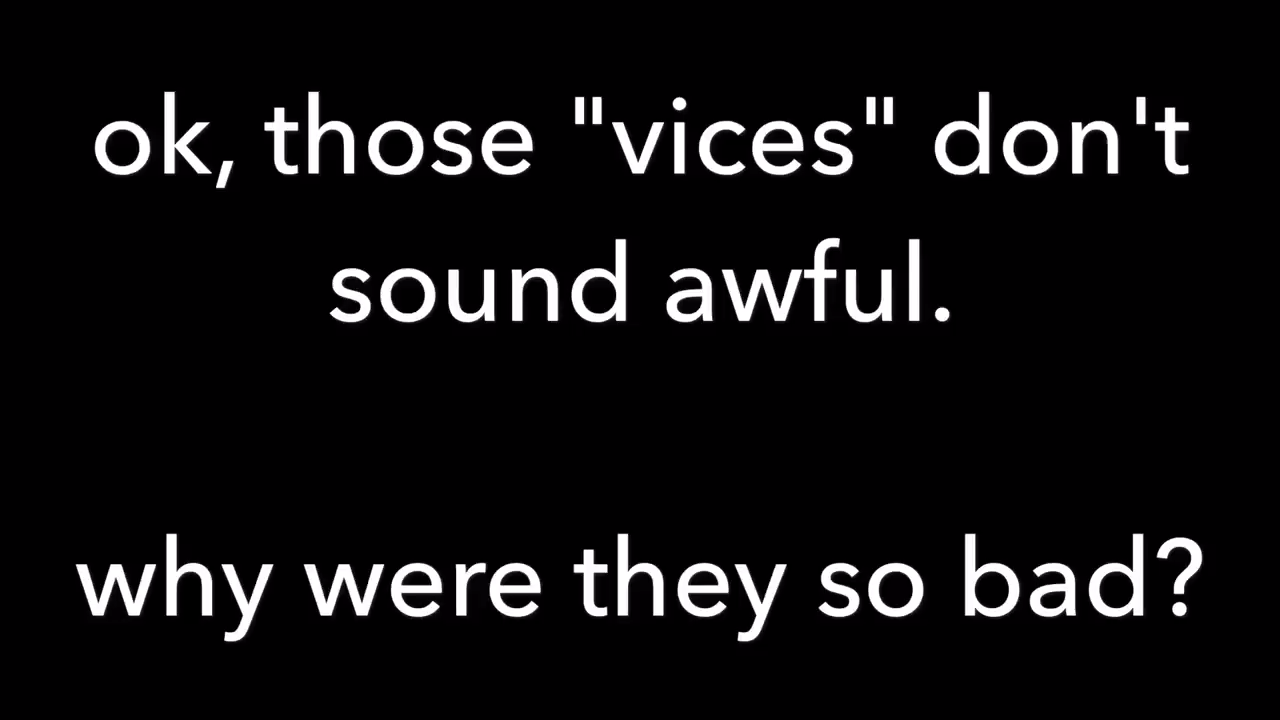 ok, those "vices" don't
sound awful.
why were they so bad?